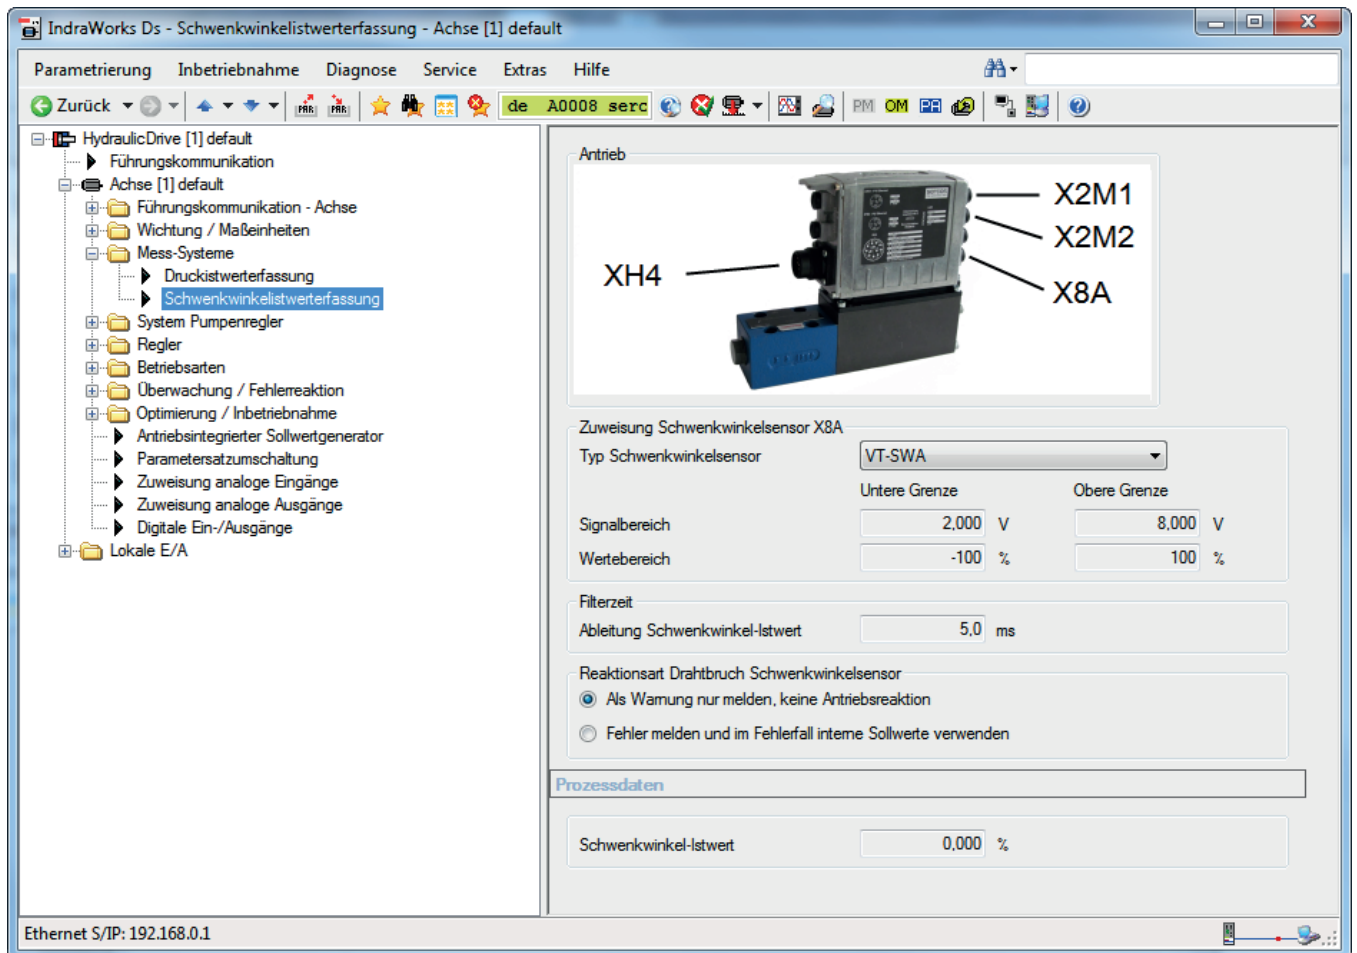 IndraWorks Ds - Schwenkwinkelistwerterfassung - Achse [1] default
Parametrierung Inbetriebnahme Diagnose Service Extras Hilfe
Zurück PAR PAR de A0008 serc PM OM PA
HydraulicDrive [1] default
Führungskommunikation
Achse [1] default
Führungskommunikation - Achse
Wichtung / Maßeinheiten
Mess-Systeme
Druckistwerterfassung
Schwenkwinkelistwerterfassung
System Pumpenregler
Regler
Betriebsarten
Überwachung / Fehlerreaktion
Optimierung / Inbetriebnahme
Antriebsintegrierter Sollwertgenerator
Parametersatzumschaltung
Zuweisung analoge Eingänge
Zuweisung analoge Ausgänge
Digitale Ein-/Ausgänge
Lokale E/A
Antrieb
X2M1
X2M2
XH4
X8A
Zuweisung Schwenkwinkelsensor X8A
Typ Schwenkwinkelsensor VT-SWA
Untere Grenze Obere Grenze
Signalbereich 2,000 V 8,000 V
Wertebereich -100 % 100 %
Filterzeit
Ableitung Schwenkwinkel-Istwert 5,0 ms
Reaktionsart Drahtbruch Schwenkwinkelsensor
Als Warnung nur melden, keine Antriebsreaktion
Fehler melden und im Fehlerfall interne Sollwerte verwenden
Prozessdaten
Schwenkwinkel-Istwert 0,000 %
Ethernet S/IP: 192.168.0.1